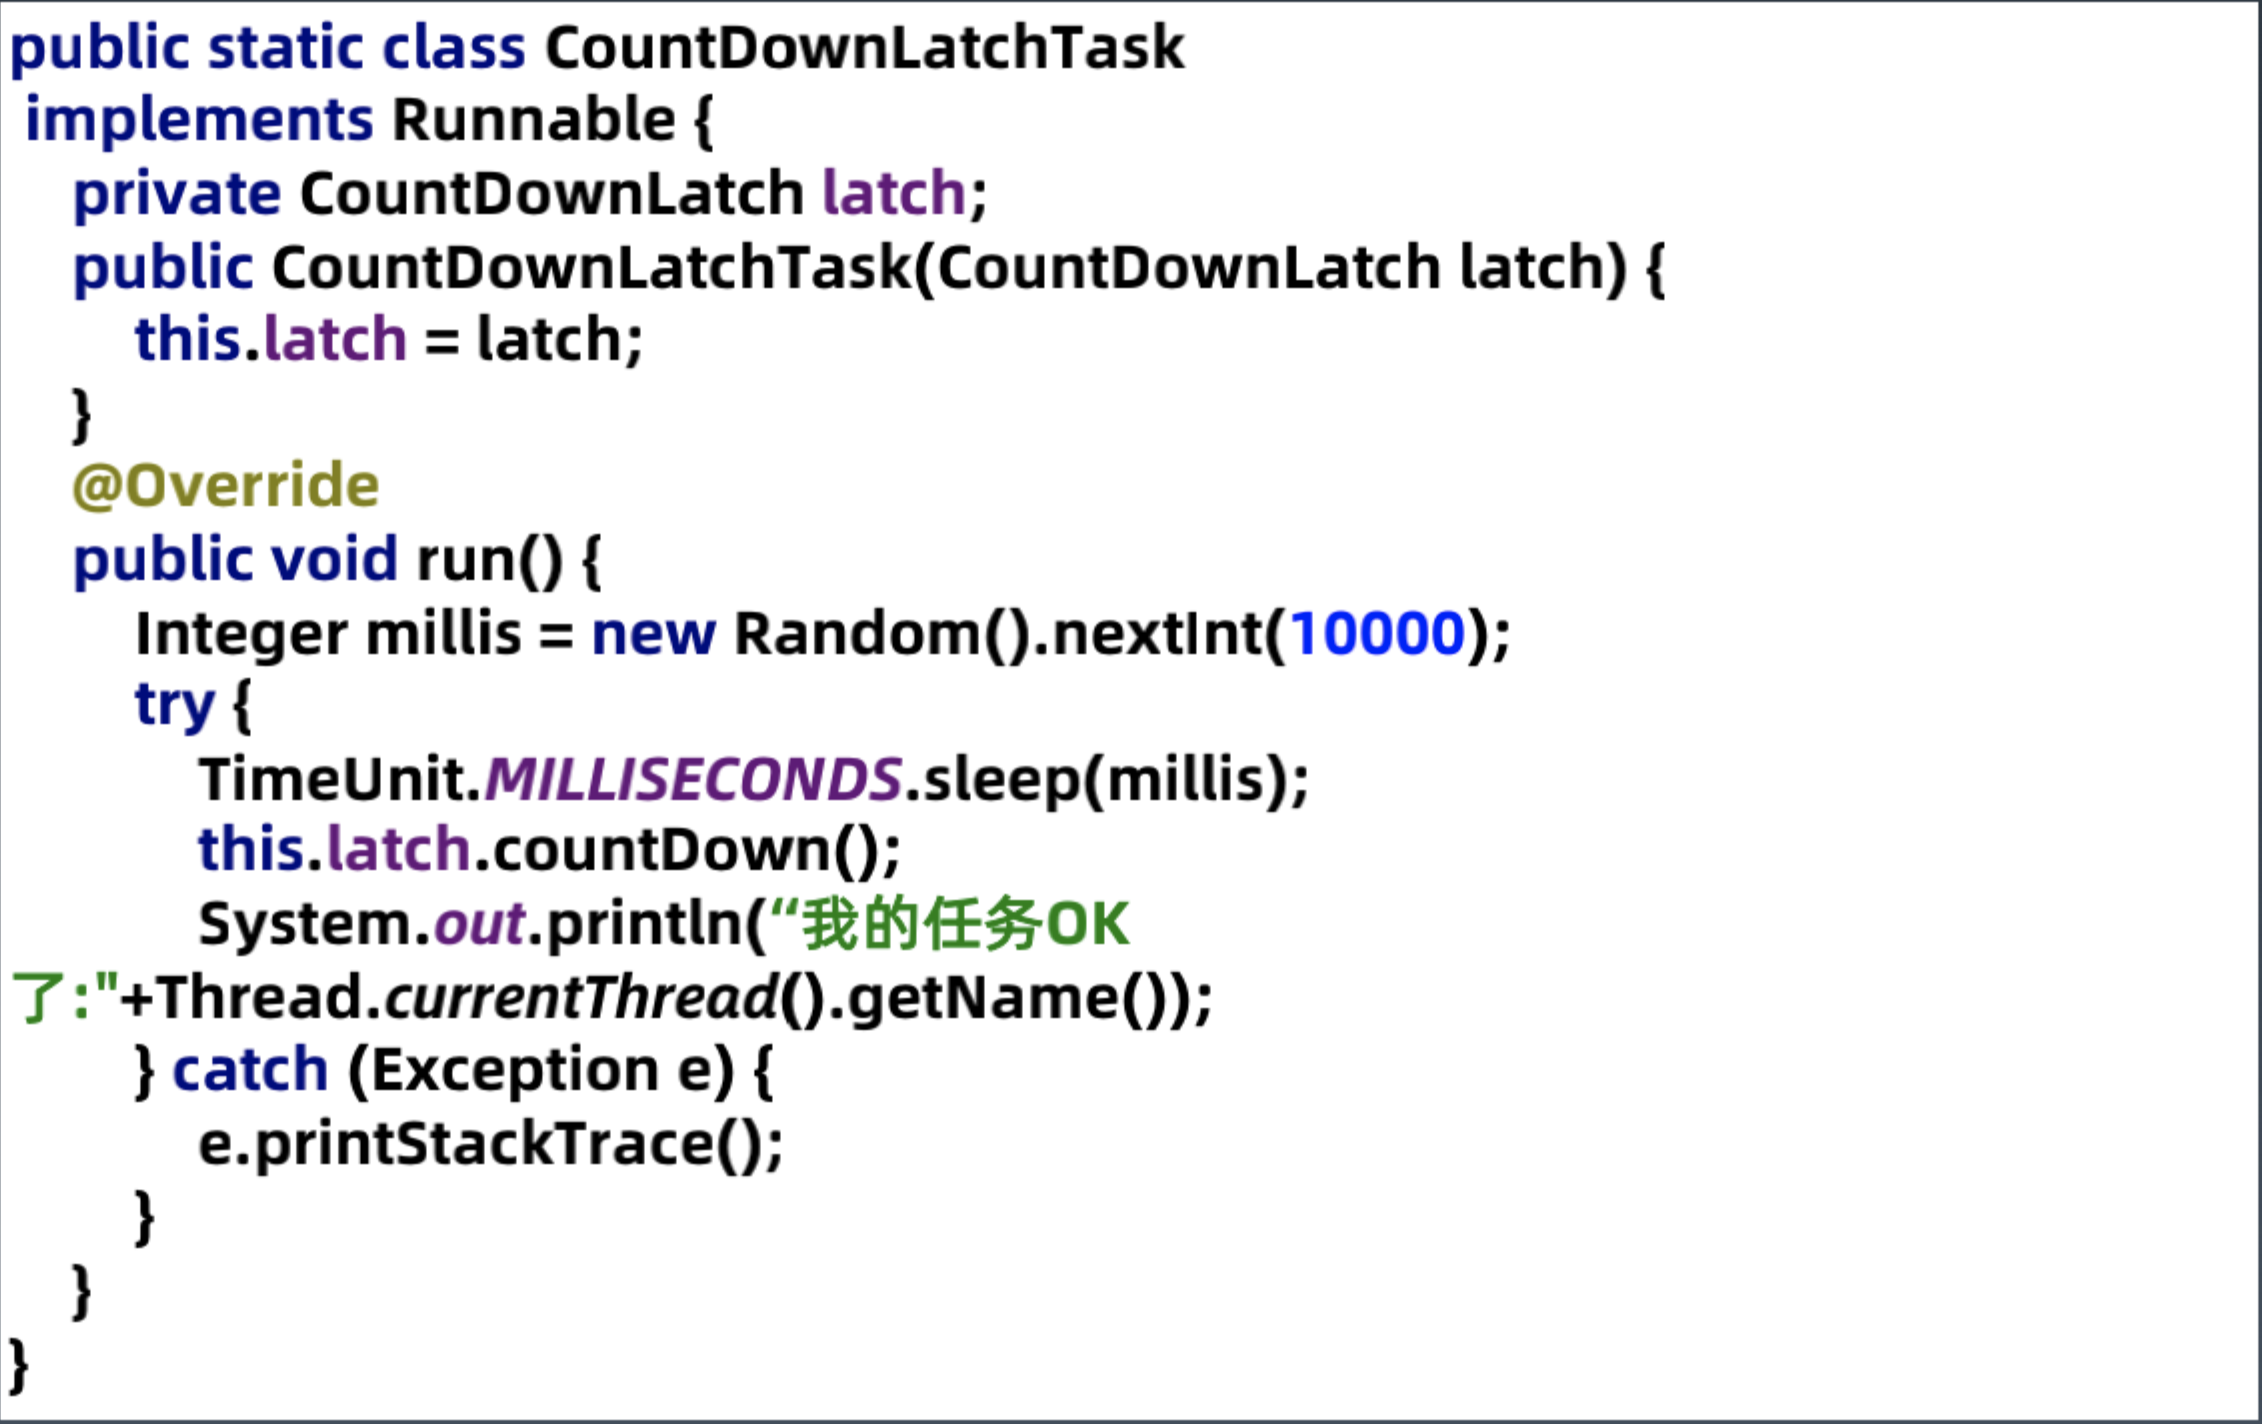 public static class CountDownLatchTask
implements Runnable {
private CountDownLatch latch;
public CountDownLatchTask(CountDownLatch latch) {
this.latch = latch;
}
@Override
public void run() {
Integer millis = new Random().nextInt(10000);
try {
TimeUnit.MILLISECONDS.sleep(millis);
this.latch.countDown();
System.out.println(“我的任务OK
了:"+Thread.currentThread().getName());
} catch (Exception e) {
e.printStackTrace();
}
}
}